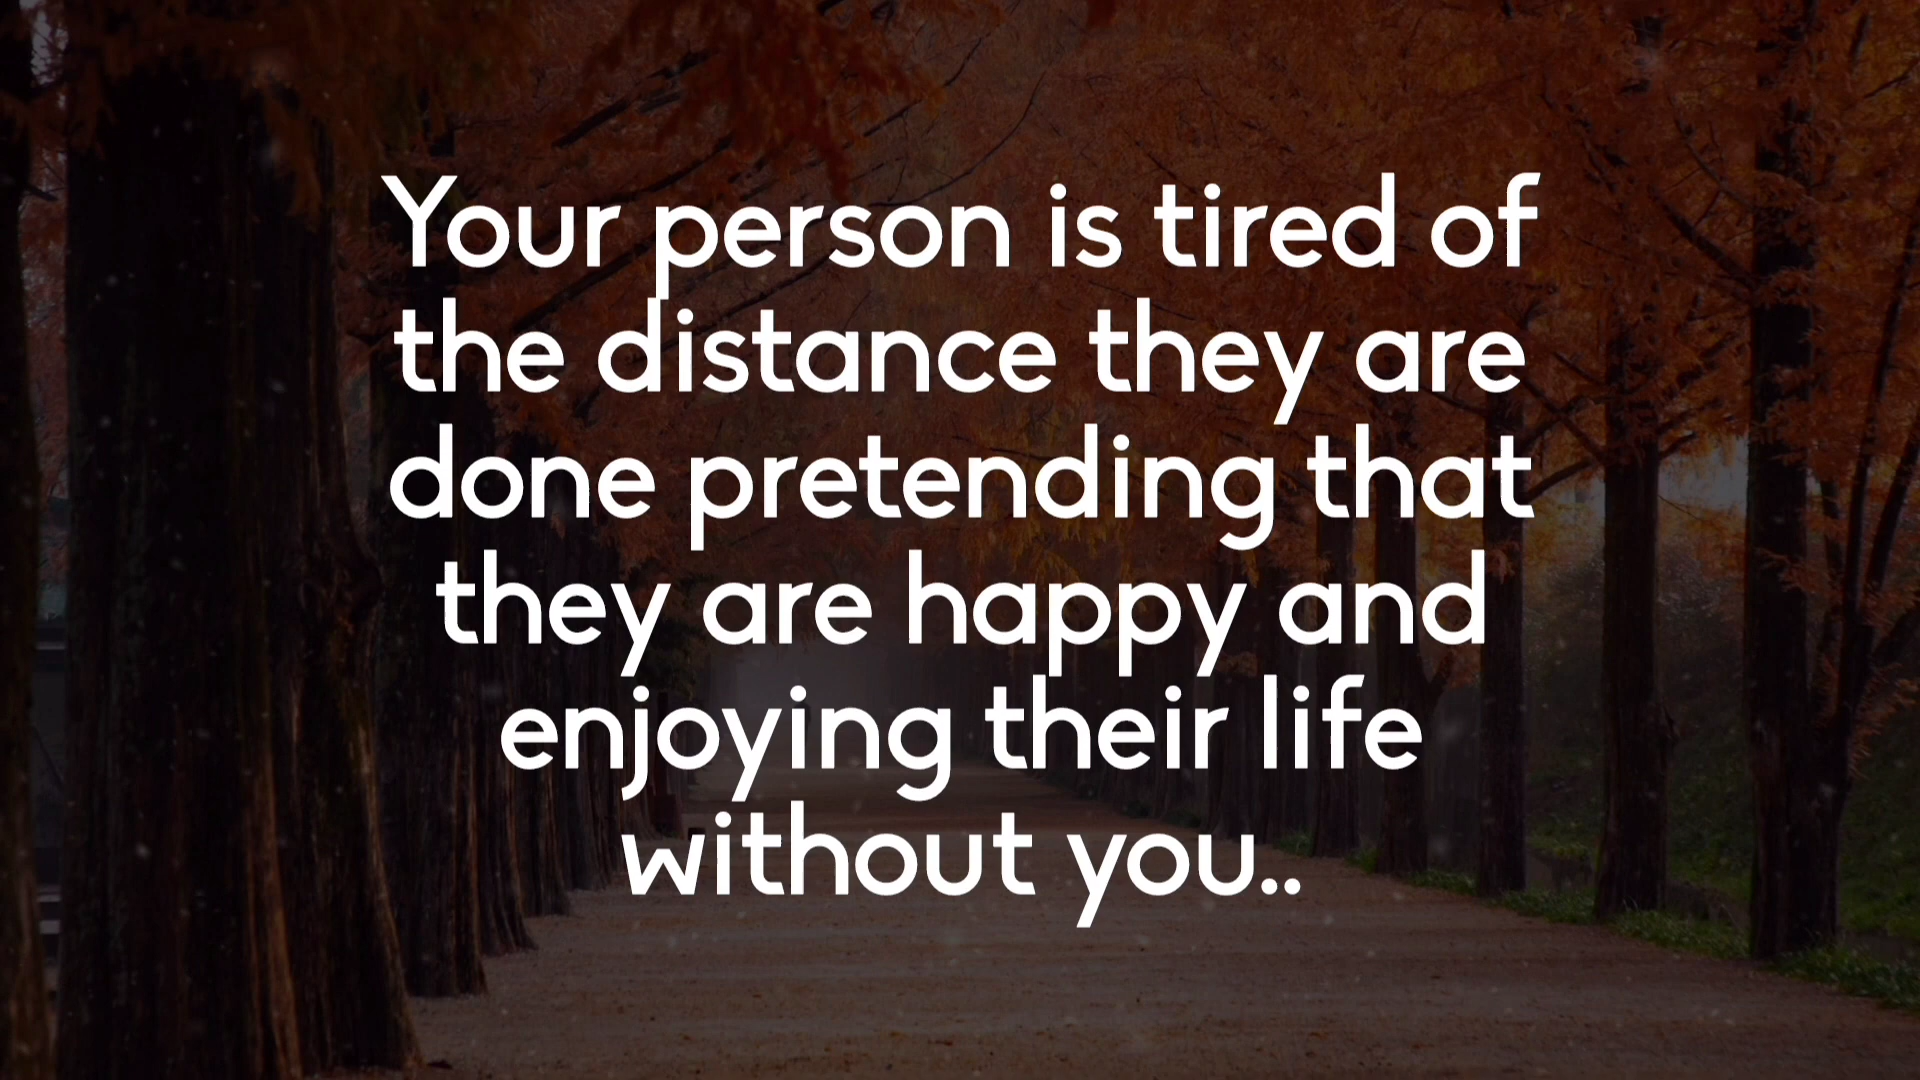 Your person is tired of
the distance they are
done pretending that
they are happy and
enjoying their life
without you..